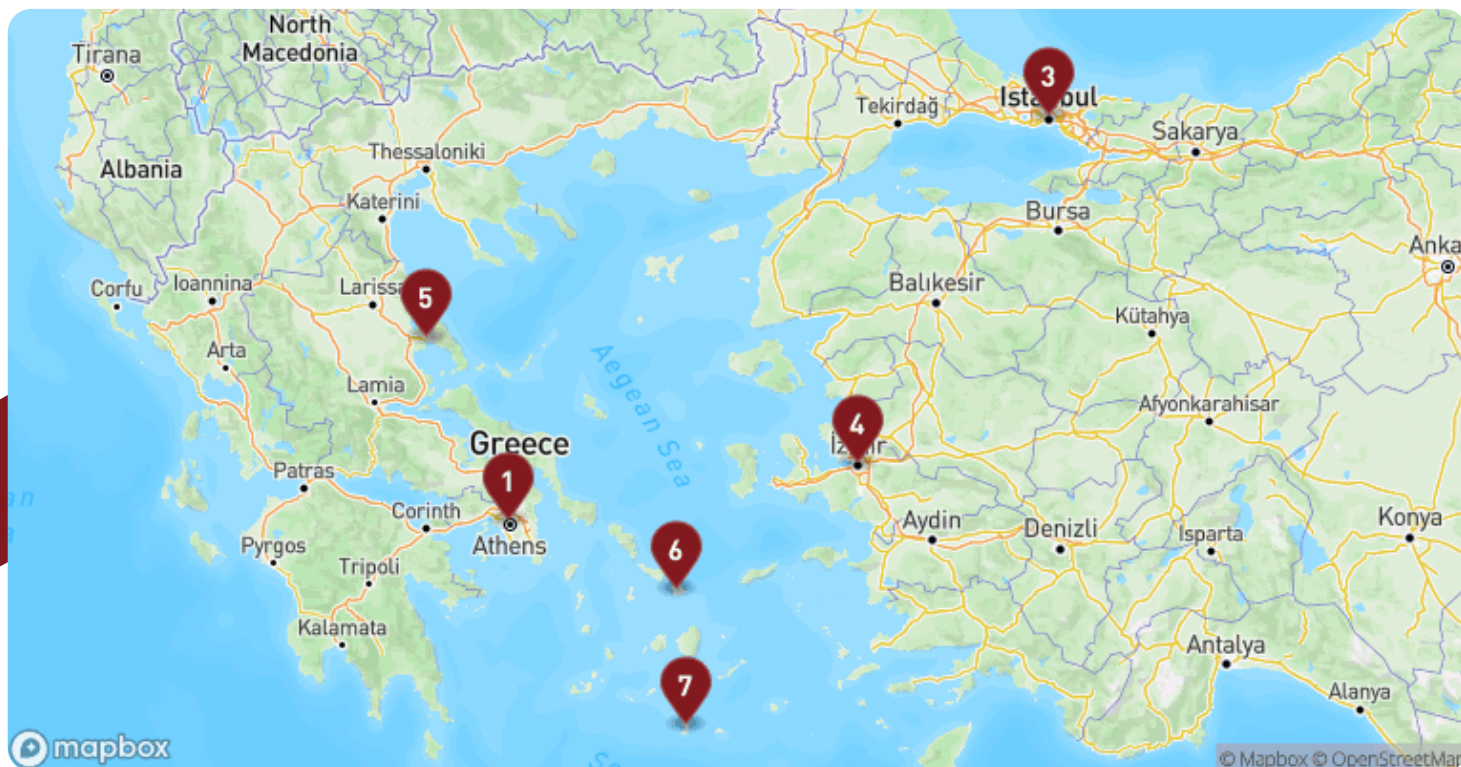 North
Macedonia
Tirana
3
Istanbul
Tekirdağ
Sakarya
Thessaloniki
Albania
Katerini
Bursa
Anka
Ioannina
Larissa
5
Corfu
Balıkesir
Kütahya
Arta
Aegean Sea
Lamia
Afyonkarahisar
4
İzmir
Greece
1
Patras
an
Corinth
Athens
Aydin
Denizli
Konya
Isparta
Pyrgos
6
Tripoli
Kalamata
Antalya
7
Alanya
mapbox
© Mapbox © OpenStreetMap